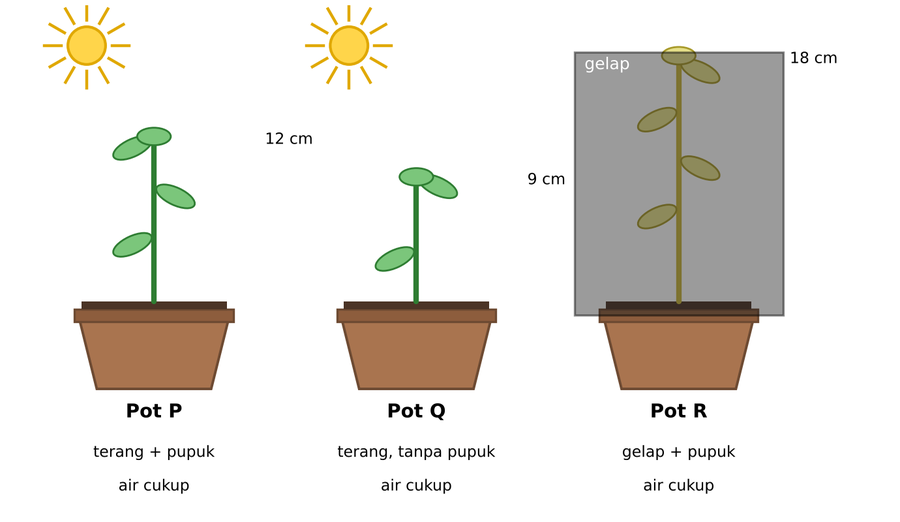 gelap
18 cm
12 cm
9 cm
Pot P
Pot Q
Pot R
terang + pupuk
terang, tanpa pupuk
gelap + pupuk
air cukup
air cukup
air cukup